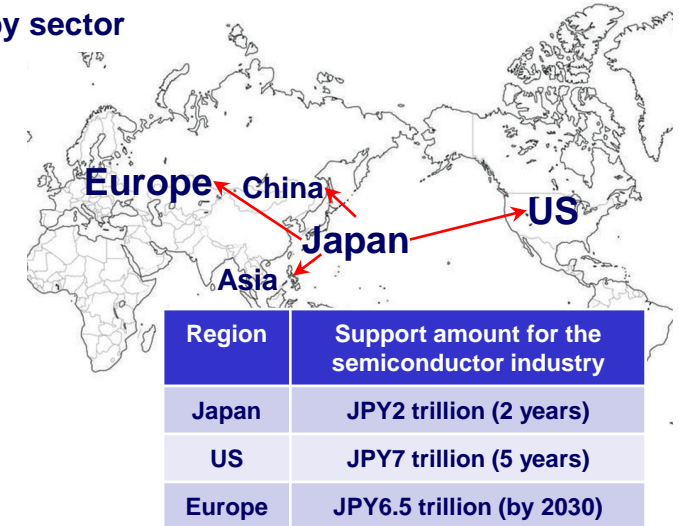 by sector
Europe
China
US
Japan
Asia
Region
Support amount for the
semiconductor industry
Japan
JPY2 trillion (2 years)
US
JPY7 trillion (5 years)
Europe
JPY6.5 trillion (by 2030)